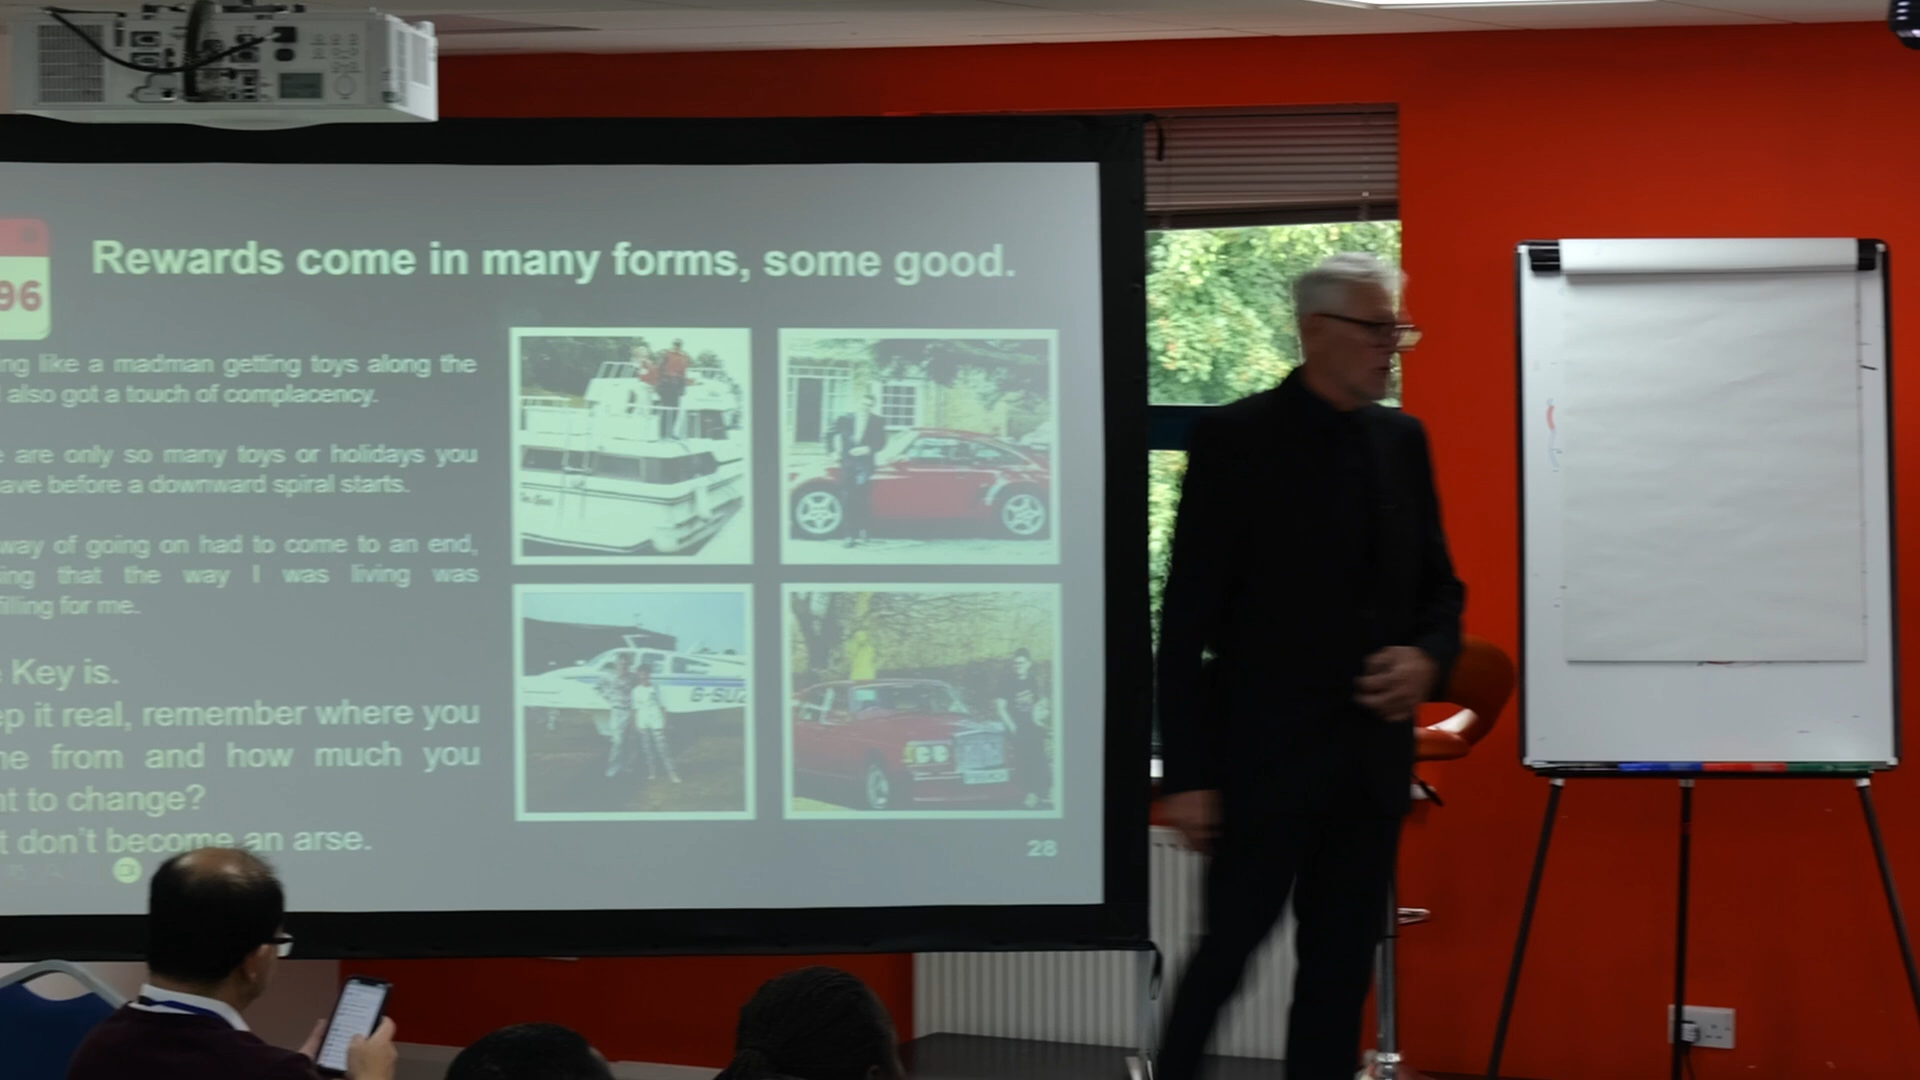 Rewards come in many forms, some good.
96
ing like a madman getting toys along the
also got a touch of complacency.
are only so many toys or holidays you
ave before a downward spiral starts.
way of going on had to come to an end,
ing that the way I was living was
filling for me.
Key is.
ep it real, remember where you
me from and how much you
nt to change?
t don't become an arse.
G-SUZ
28